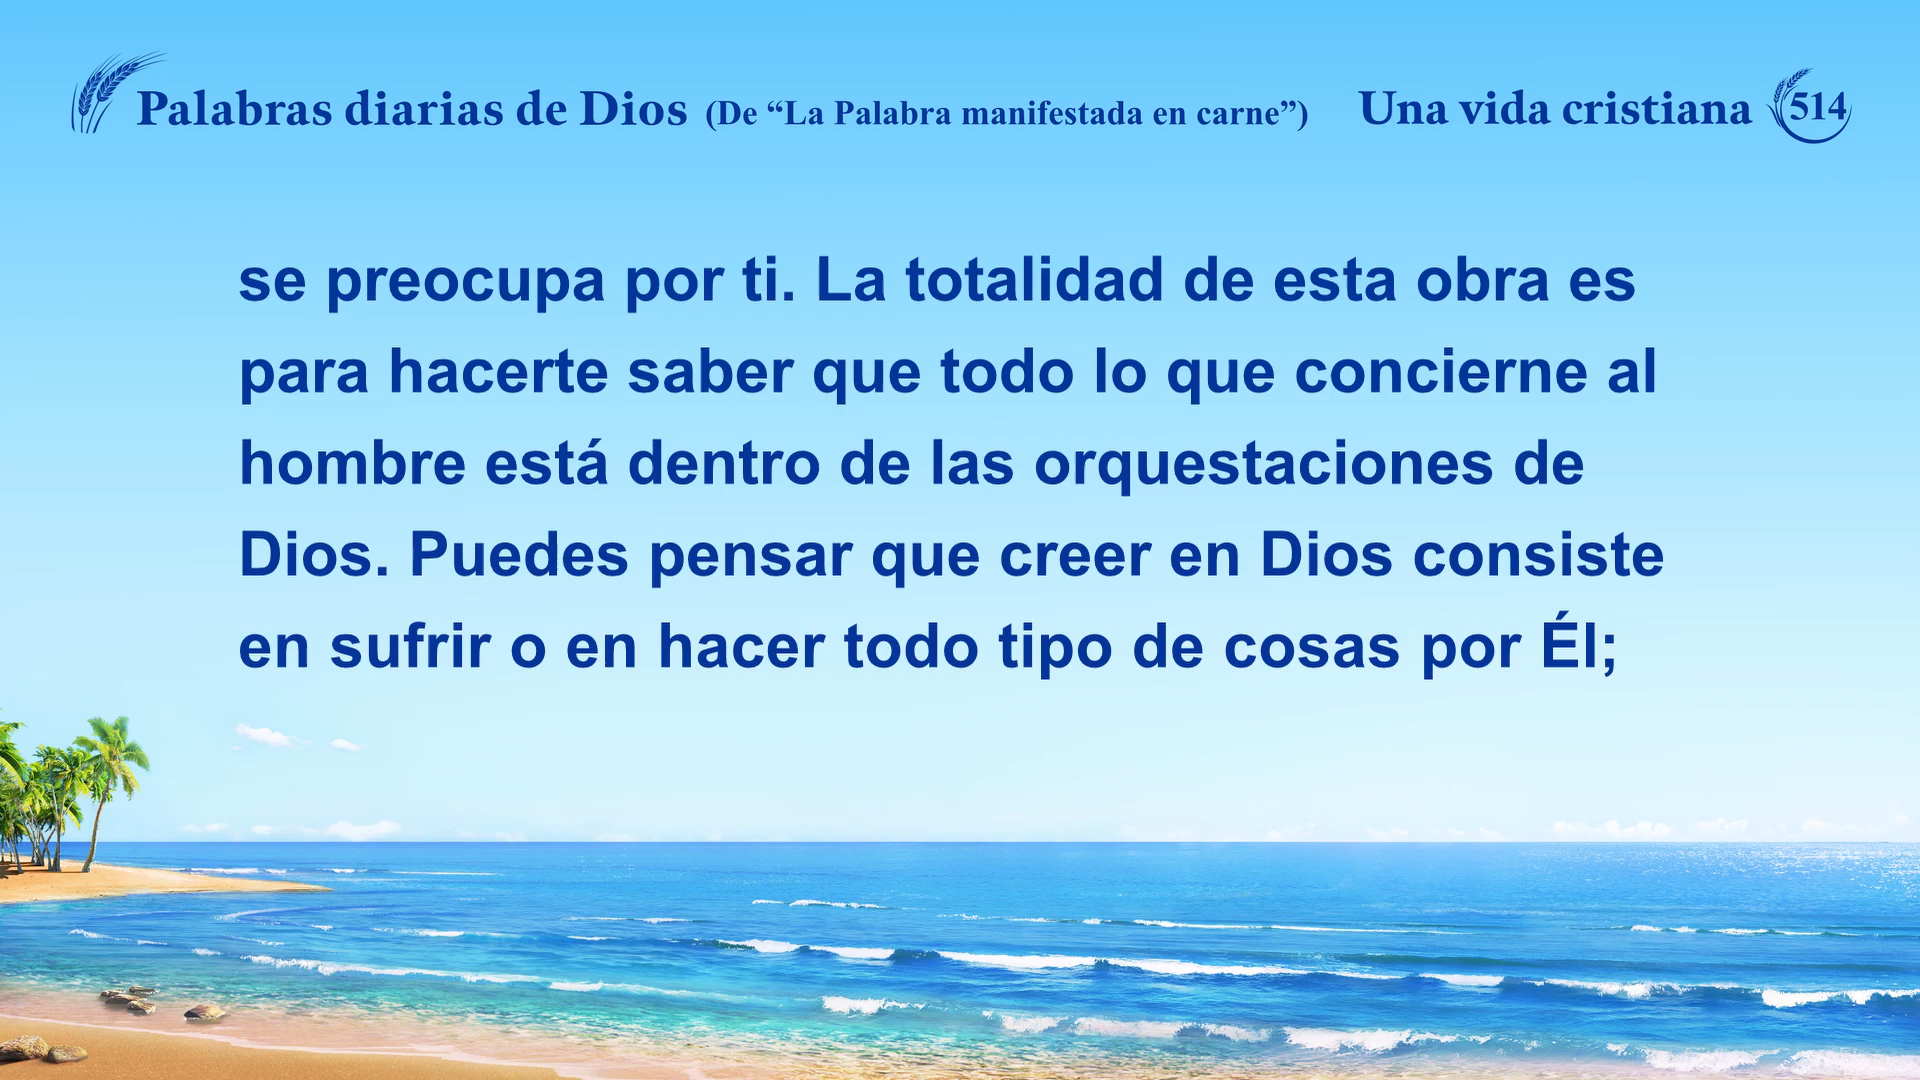 Palabras diarias de Dios (De “La Palabra manifestada en carne”) Una vida cristiana 514
se preocupa por ti. La totalidad de esta obra es
para hacerte saber que todo lo que concierne al
hombre está dentro de las orquestaciones de
Dios. Puedes pensar que creer en Dios consiste
en sufrir o en hacer todo tipo de cosas por Él;